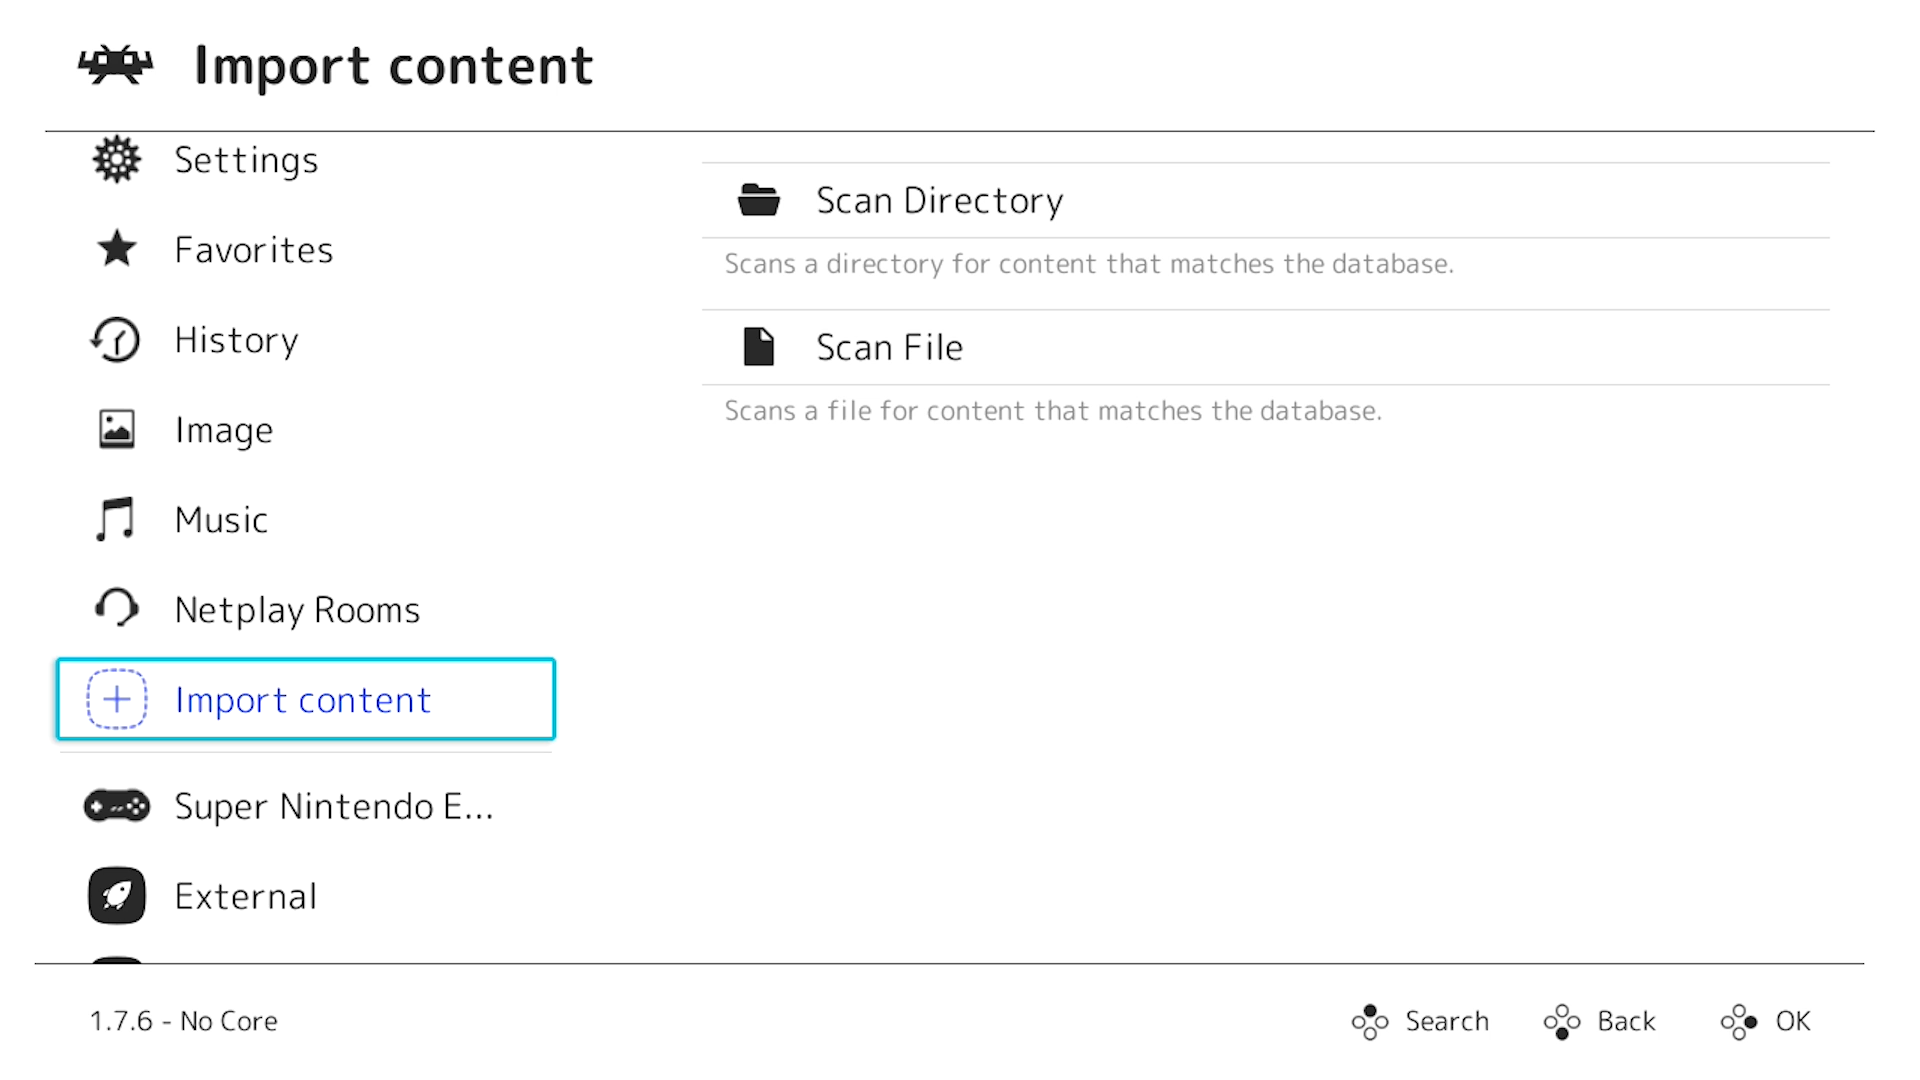 Import content
Settings
Favorites
History
Image
Music
Netplay Rooms
Import content
Super Nintendo E...
External
Scan Directory
Scans a directory for content that matches the database.
Scan File
Scans a file for content that matches the database.
1.7.6 - No Core
Search
Back
OK